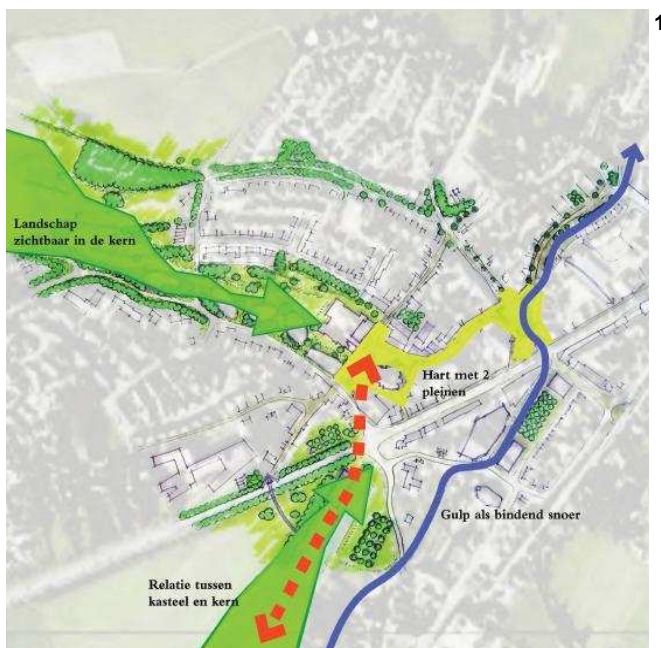 1
Landschap
zichtbaar in de kern
Hart met 2
pleinen
Gulp als bindend snoer
Relatie tussen
kasteel en kern